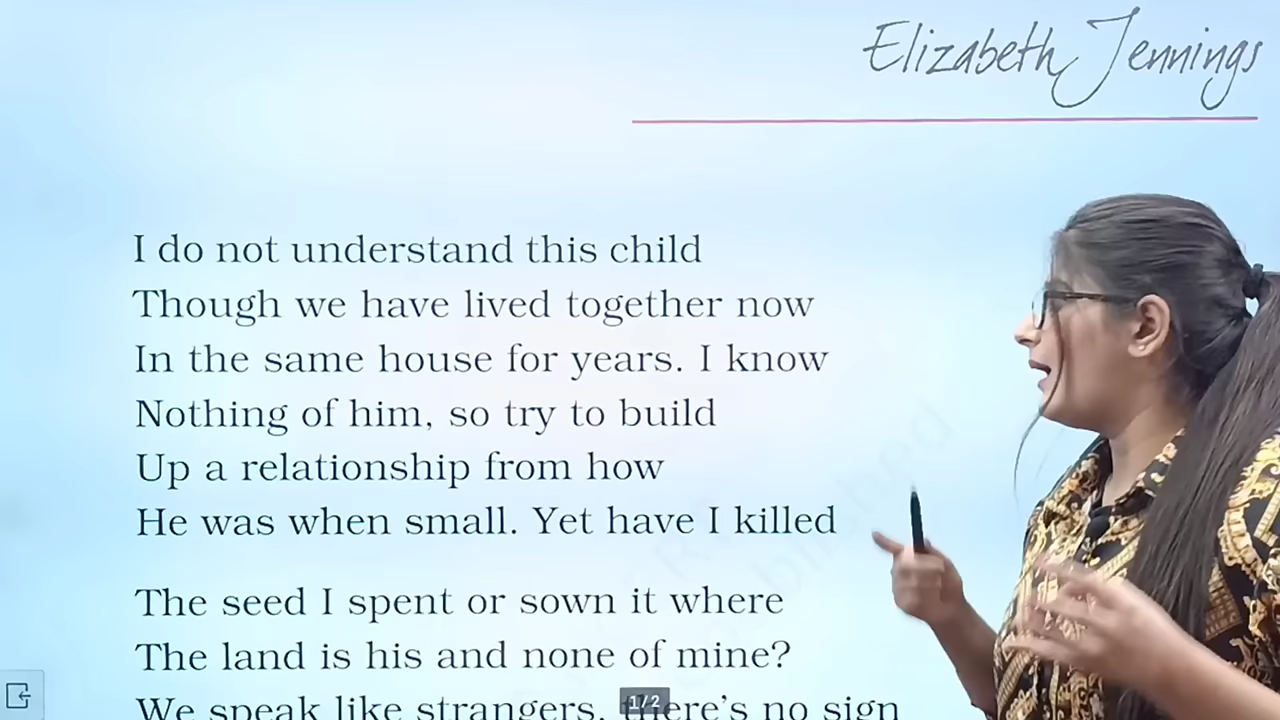 Elizabeth Jennings
I do not understand this child
Though we have lived together now
In the same house for years. I know
Nothing of him, so try to build
Up a relationship from how
He was when small. Yet have I killed
The seed I spent or sown it where
The land is his and none of mine?
We speak like strangers, there's no sign
1/2